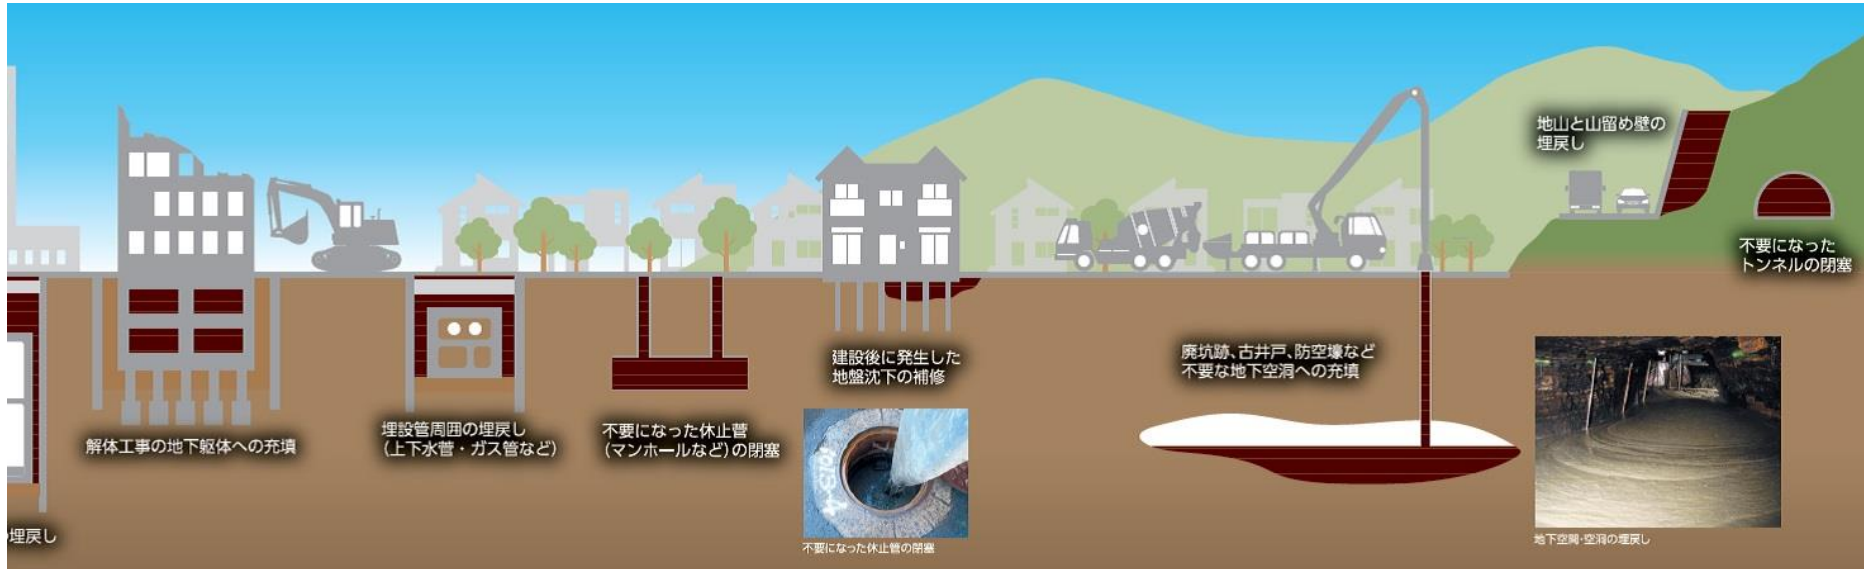 の埋戻し
解体工事の地下躯体への充填
埋設管周囲の埋戻し
(上下水管・ガス管など)
不要になった休止菅
(マンホールなど)の閉塞
建設後に発生した
地盤沈下の補修
不要になった休止管の閉塞
廃坑跡、古井戸、防空壕など
不要な地下空洞への充填
地山と山留め壁の
埋戻し
不要になった
トンネルの閉塞
地下空間・空洞の埋戻し